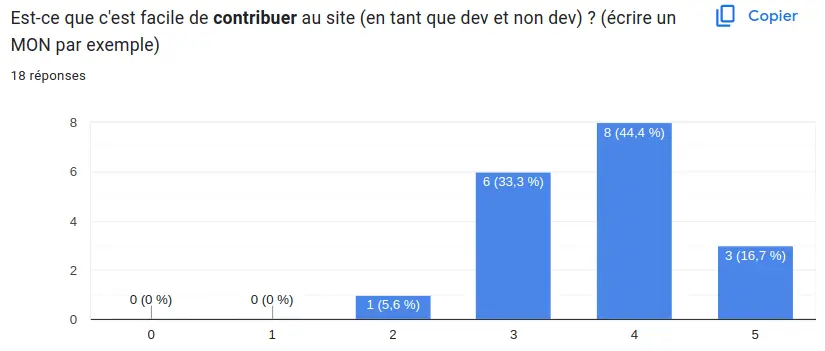 Est-ce que c'est facile de contribuer au site (en tant que dev et non dev) ? (écrire un
MON par exemple)
Copier
18 réponses
8
6
4
2
0
0 (0 %)
0 (0 %)
1 (5,6 %)
6 (33,3 %)
8 (44,4 %)
3 (16,7 %)
0
1
2
3
4
5